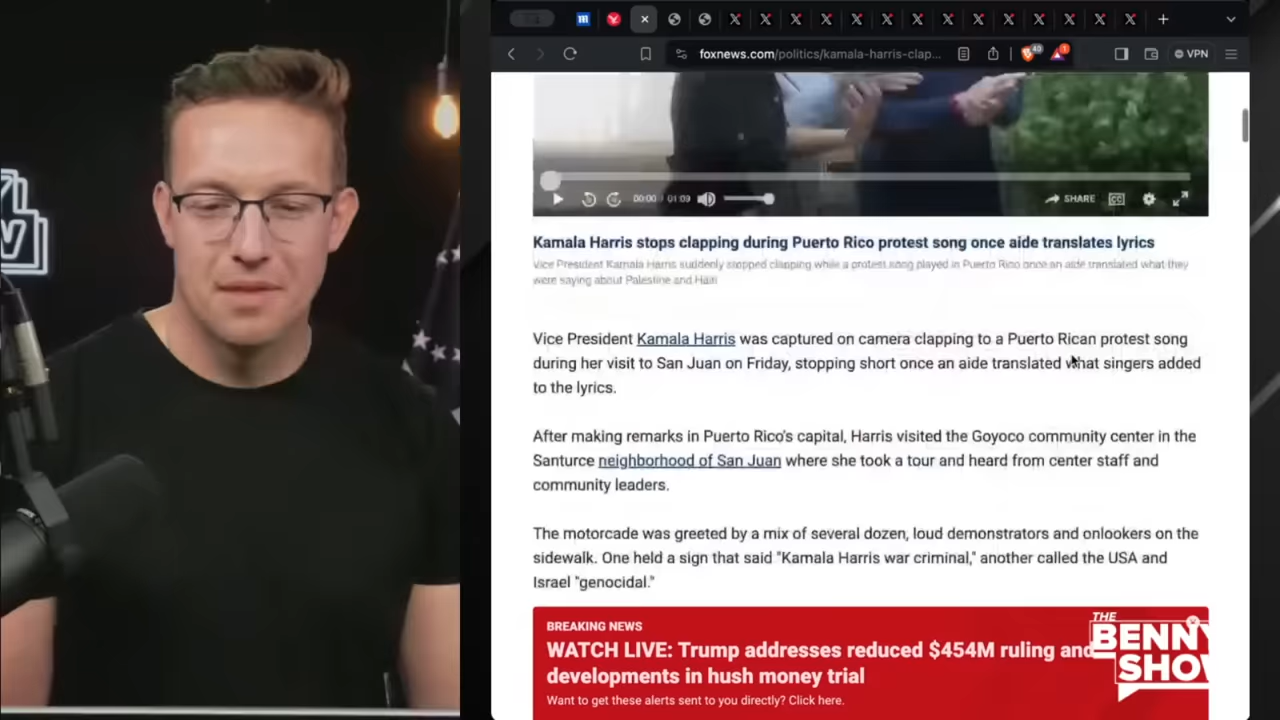 foxnews.com/politics/kamala-harris-clap...
40
1
VPN
00:00
01:09
SHARE
CC
Kamala Harris stops clapping during Puerto Rico protest song once aide translates lyrics
Vice President Kamala Harris suddenly stopped clapping while a protest song played in Puerto Rico once an aide translated what they
were saying about Palestine and Haiti
Vice President Kamala Harris was captured on camera clapping to a Puerto Rican protest song
during her visit to San Juan on Friday, stopping short once an aide translated what singers added
to the lyrics.
After making remarks in Puerto Rico's capital, Harris visited the Goyoco community center in the
Santurce neighborhood of San Juan where she took a tour and heard from center staff and
community leaders.
The motorcade was greeted by a mix of several dozen, loud demonstrators and onlookers on the
sidewalk. One held a sign that said "Kamala Harris war criminal," another called the USA and
Israel "genocidal."
BREAKING NEWS
WATCH LIVE: Trump addresses reduced $454M ruling and
developments in hush money trial
Want to get these alerts sent to you directly? Click here.
THE
BENNY
SHOW